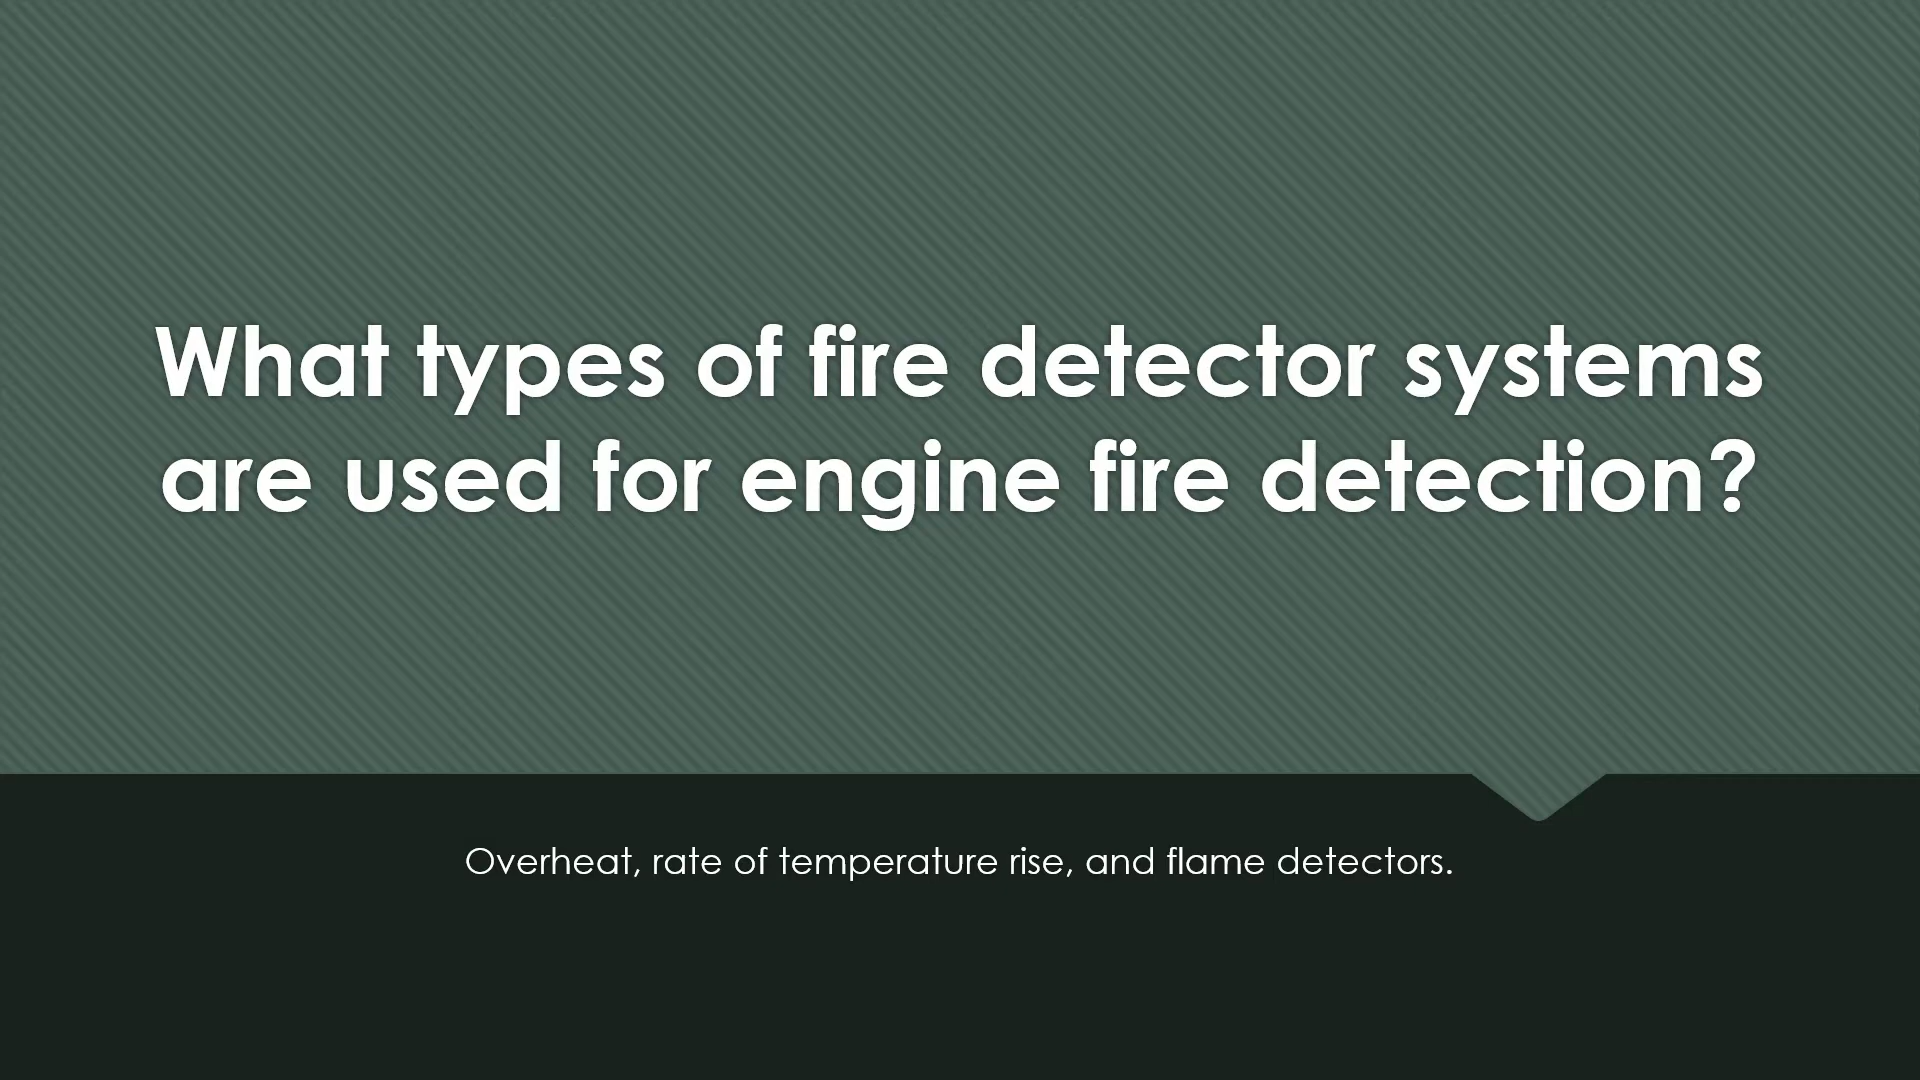 What types of fire detector systems
are used for engine fire detection?
Overheat, rate of temperature rise, and flame detectors.